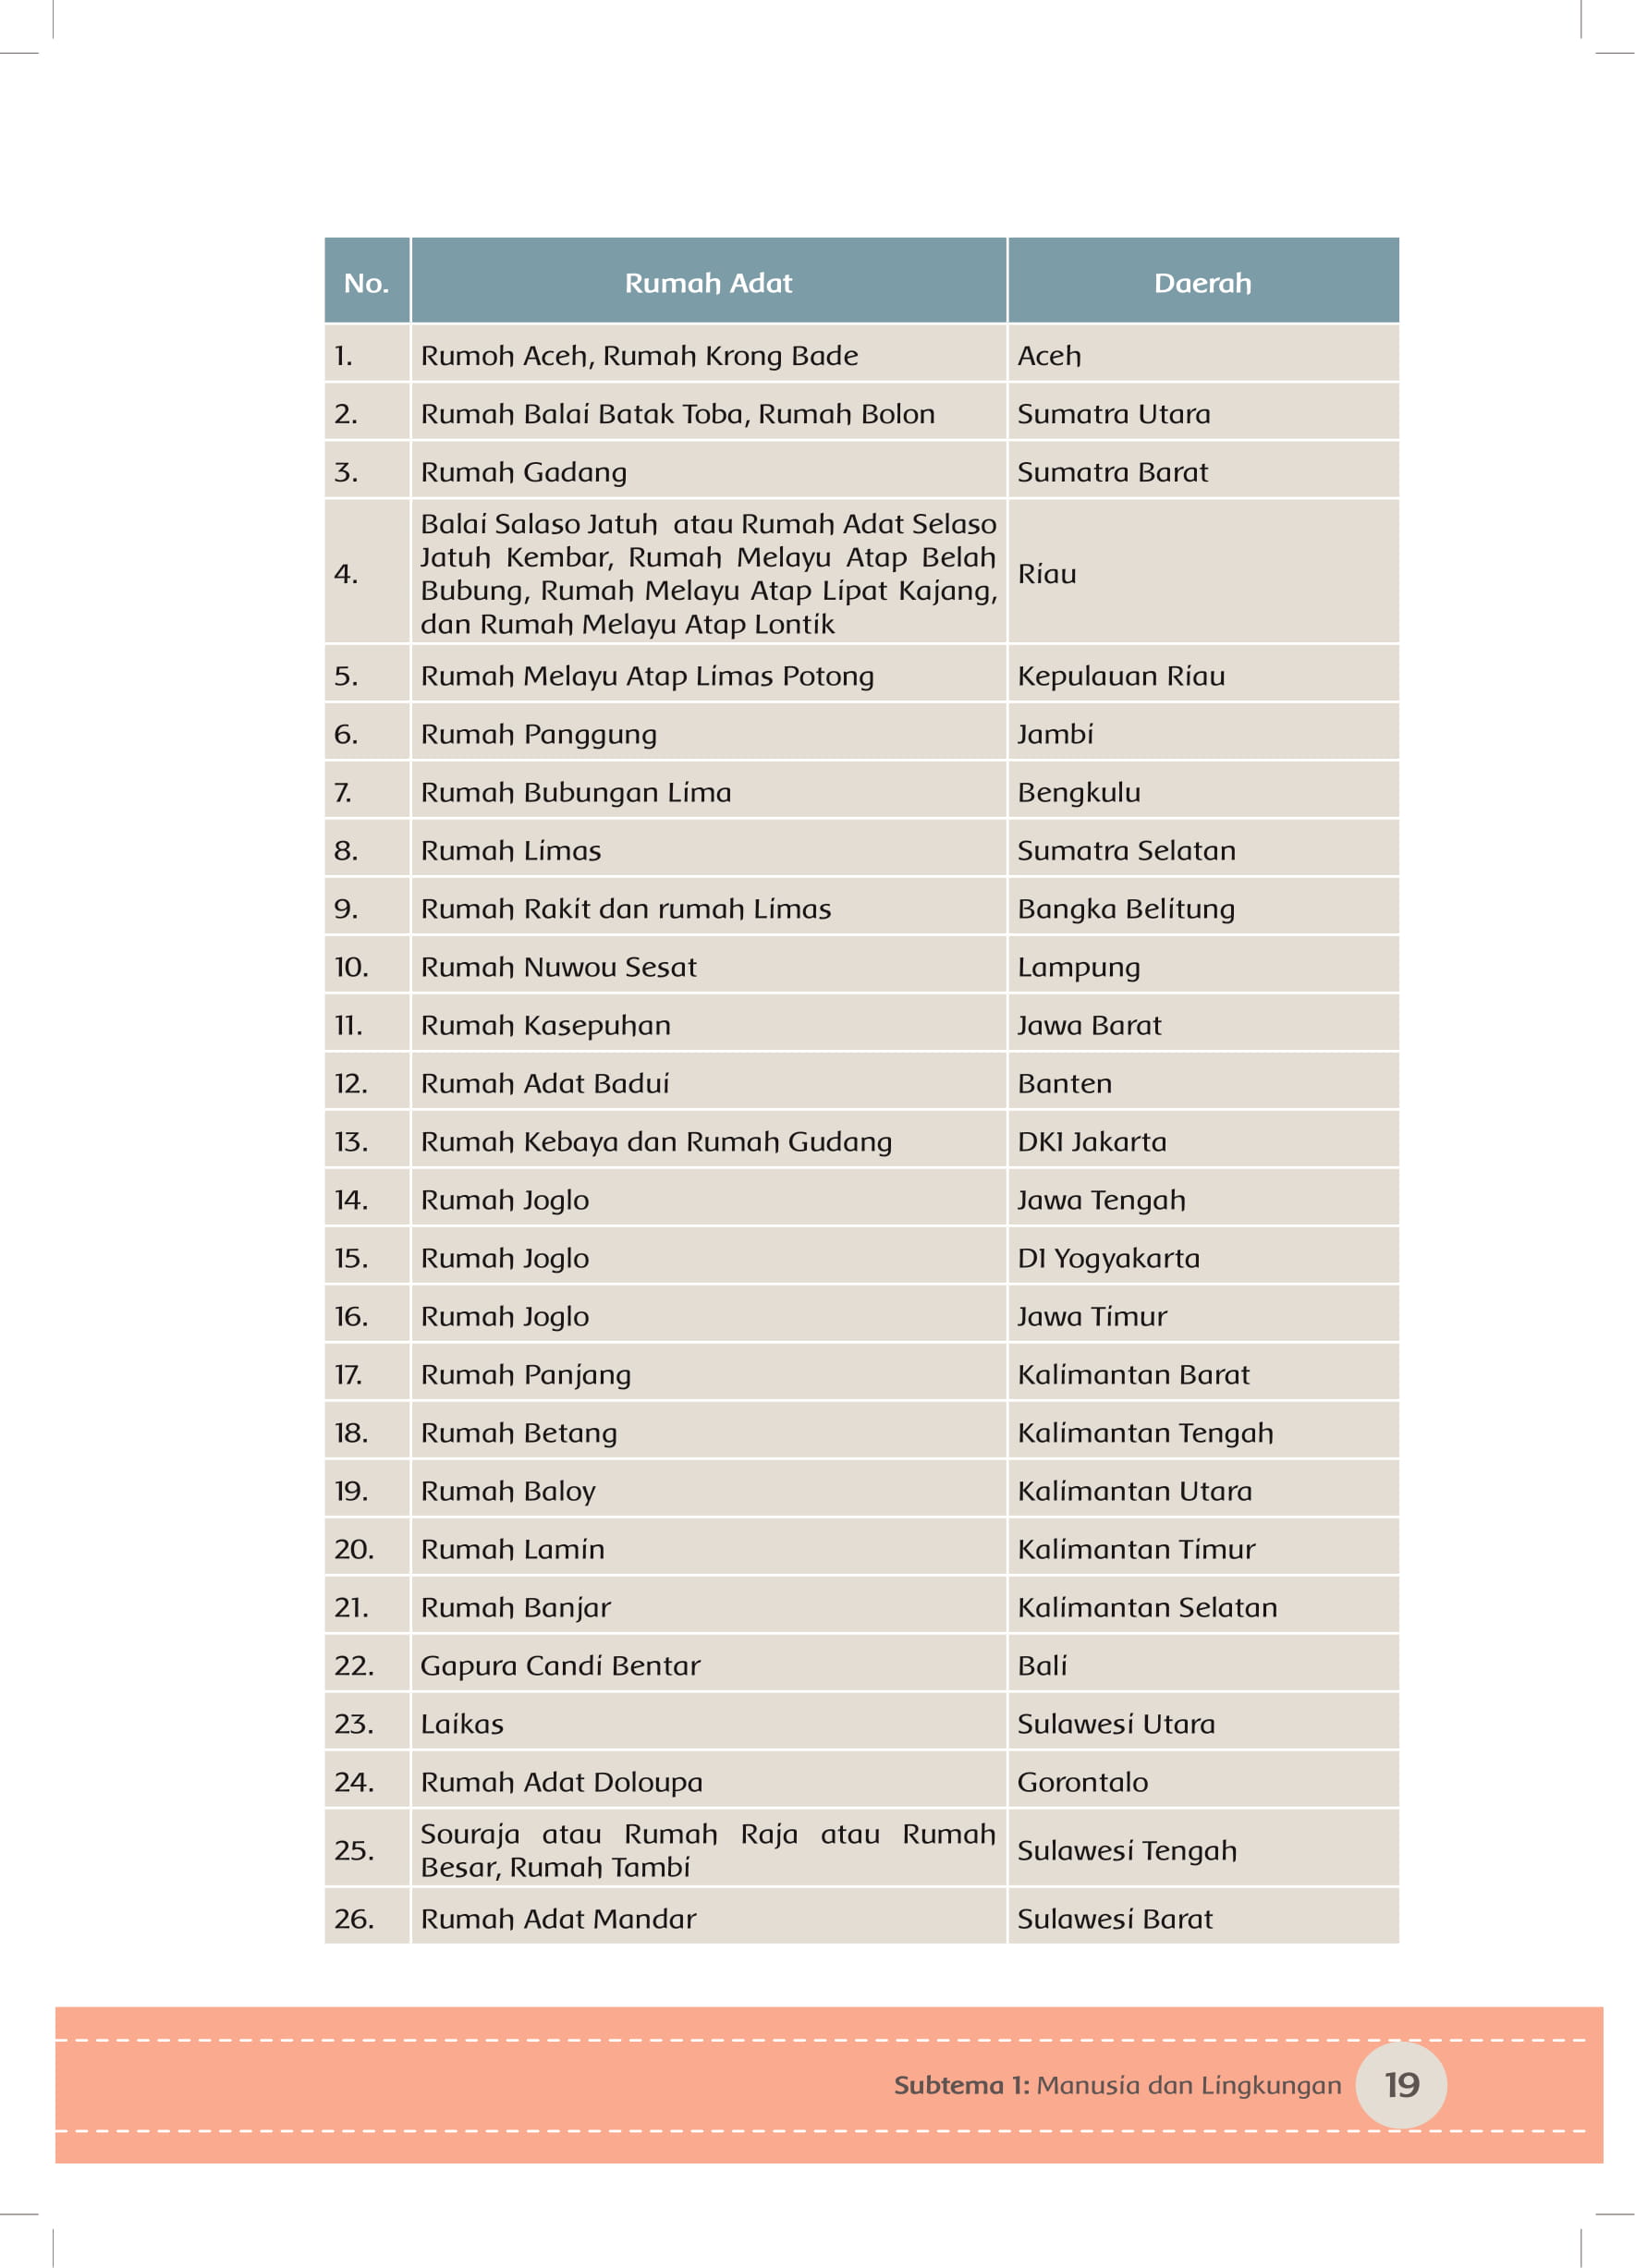 No. Rumah Adat Daerah
1. Rumoh Aceh, Rumah Krong Bade Aceh
2. Rumah Balai Batak Toba, Rumah Bolon Sumatra Utara
3. Rumah Gadang Sumatra Barat
4. Balai Salaso Jatuh atau Rumah Adat Selaso
Jatuh Kembar, Rumah Melayu Atap Belah
Bubung, Rumah Melayu Atap Lipat Kajang,
dan Rumah Melayu Atap Lontik
Riau
5. Rumah Melayu Atap Limas Potong Kepulauan Riau
6. Rumah Panggung Jambi
7. Rumah Bubungan Lima Bengkulu
8. Rumah Limas Sumatra Selatan
9. Rumah Rakit dan rumah Limas Bangka Belitung
10. Rumah Nuwou Sesat Lampung
11. Rumah Kasepuhan Jawa Barat
12. Rumah Adat Badui Banten
13. Rumah Kebaya dan Rumah Gudang DKI Jakarta
14. Rumah Joglo Jawa Tengah
15. Rumah Joglo DI Yogyakarta
16. Rumah Joglo Jawa Timur
17. Rumah Panjang Kalimantan Barat
18. Rumah Betang Kalimantan Tengah
19. Rumah Baloy Kalimantan Utara
20. Rumah Lamin Kalimantan Timur
21. Rumah Banjar Kalimantan Selatan
22. Gapura Candi Bentar Bali
23. Laikas Sulawesi Utara
24. Rumah Adat Doloupa Gorontalo
25. Souraja atau Rumah Raja atau Rumah
Besar, Rumah Tambi
Sulawesi Tengah
26. Rumah Adat Mandar Sulawesi Barat
Subtema 1: Manusia dan Lingkungan 19